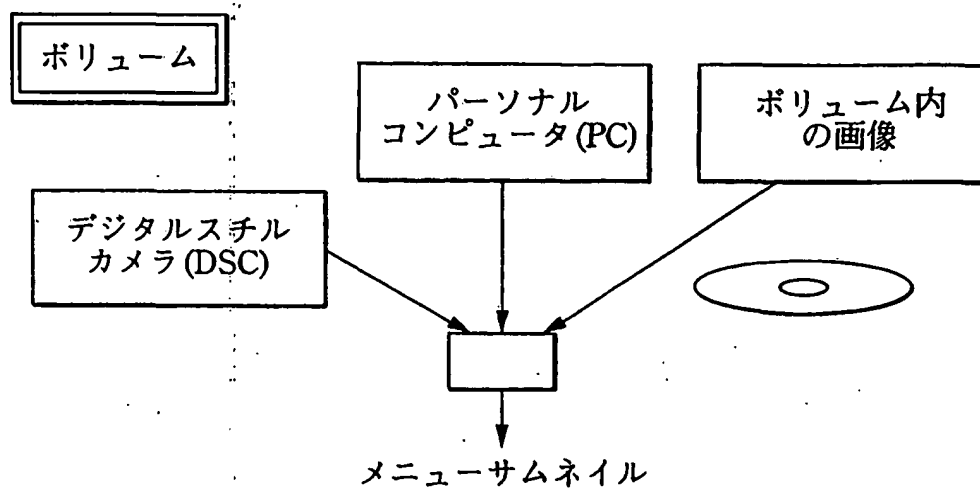 ボリューム
パーソナル
コンピュータ(PC)
ボリューム内
の画像
デジタルスチル
カメラ(DSC)
メニューサムネイル